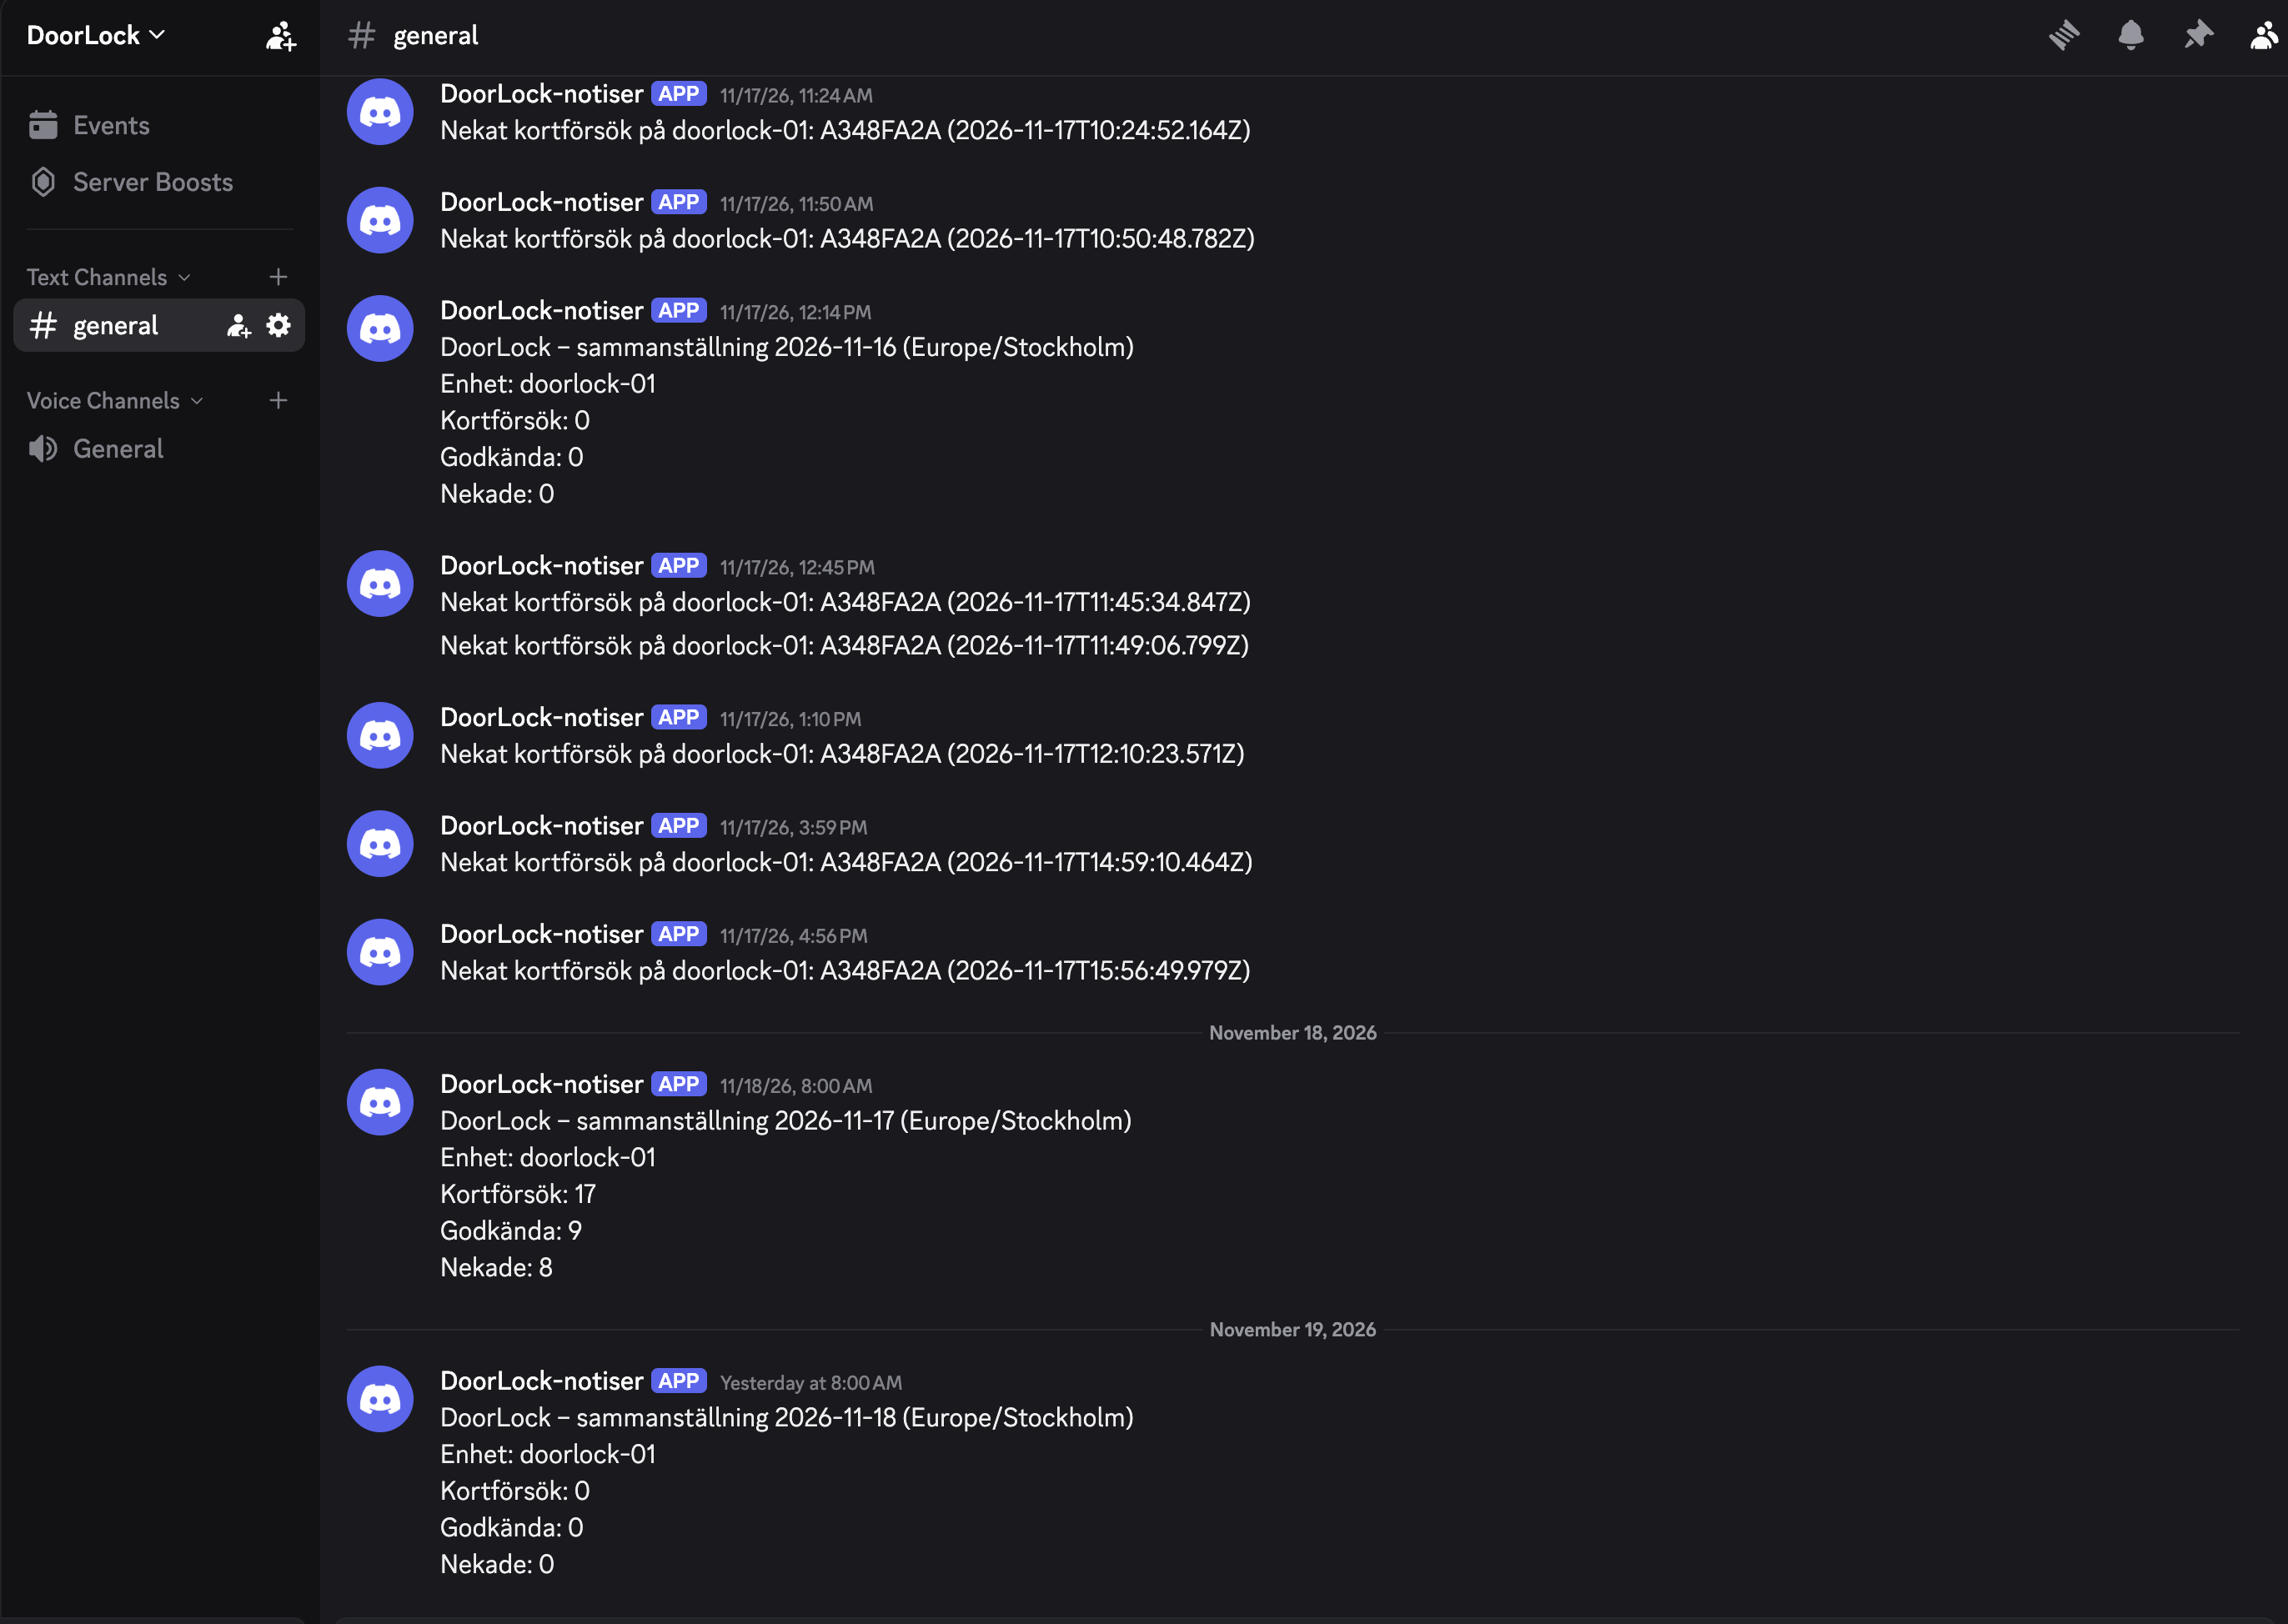 DoorLock
Events
Server Boosts
Text Channels
general
Voice Channels
General
general
DoorLock-notiser APP 11/17/26, 11:24 AM
Nekat kortförsök på doorlock-01: A348FA2A (2026-11-17T10:24:52.164Z)
DoorLock-notiser APP 11/17/26, 11:50 AM
Nekat kortförsök på doorlock-01: A348FA2A (2026-11-17T10:50:48.782Z)
DoorLock-notiser APP 11/17/26, 12:14 PM
DoorLock – sammanställning 2026-11-16 (Europe/Stockholm)
Enhet: doorlock-01
Kortförsök: 0
Godkända: 0
Nekade: 0
DoorLock-notiser APP 11/17/26, 12:45 PM
Nekat kortförsök på doorlock-01: A348FA2A (2026-11-17T11:45:34.847Z)
Nekat kortförsök på doorlock-01: A348FA2A (2026-11-17T11:49:06.799Z)
DoorLock-notiser APP 11/17/26, 1:10 PM
Nekat kortförsök på doorlock-01: A348FA2A (2026-11-17T12:10:23.571Z)
DoorLock-notiser APP 11/17/26, 3:59 PM
Nekat kortförsök på doorlock-01: A348FA2A (2026-11-17T14:59:10.464Z)
DoorLock-notiser APP 11/17/26, 4:56 PM
Nekat kortförsök på doorlock-01: A348FA2A (2026-11-17T15:56:49.979Z)
November 18, 2026
DoorLock-notiser APP 11/18/26, 8:00 AM
DoorLock – sammanställning 2026-11-17 (Europe/Stockholm)
Enhet: doorlock-01
Kortförsök: 17
Godkända: 9
Nekade: 8
November 19, 2026
DoorLock-notiser APP Yesterday at 8:00 AM
DoorLock – sammanställning 2026-11-18 (Europe/Stockholm)
Enhet: doorlock-01
Kortförsök: 0
Godkända: 0
Nekade: 0